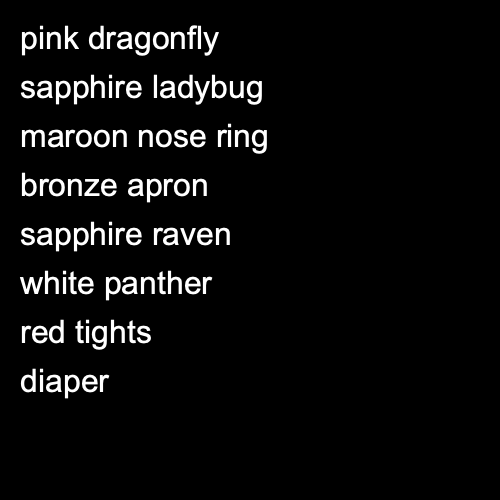 pink dragonfly
sapphire ladybug
maroon nose ring
bronze apron
sapphire raven
white panther
red tights
diaper